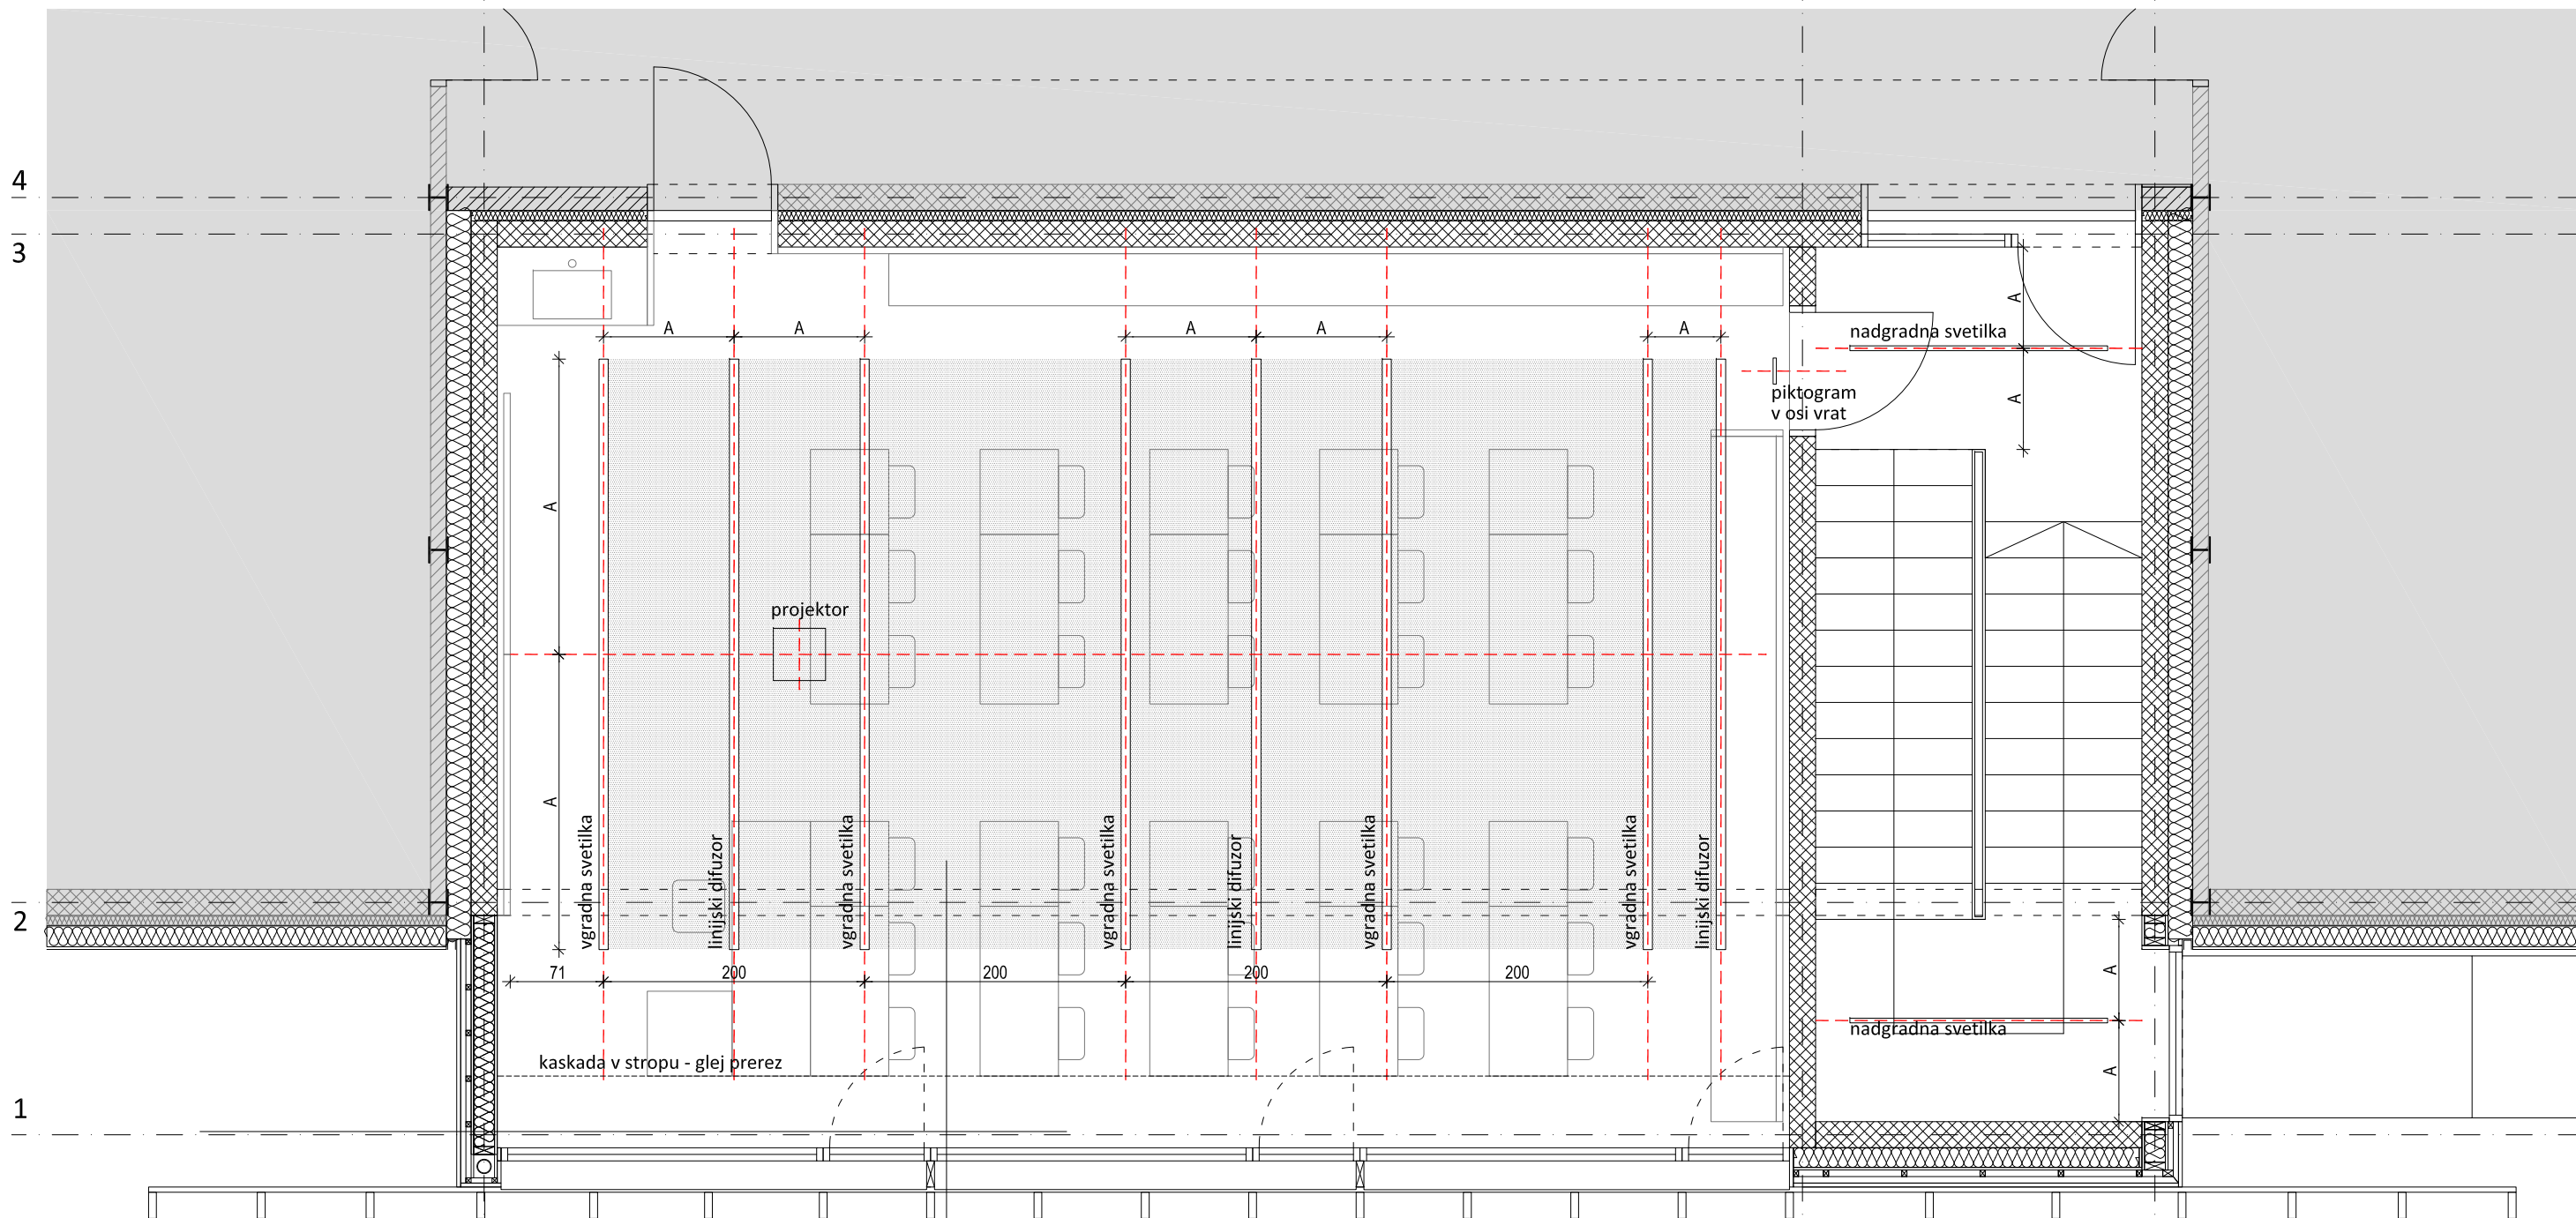 4
3
A
A
A
A
A
A
nadgradna svetilka
piktogram
v osi vrat
A
A
projektor
A
vgradna svetilka
linijski difuzor
vgradna svetilka
vgradna svetilka
linijski difuzor
vgradna svetilka
vgradna svetilka
linijski difuzor
2
71
200
200
200
200
A
nadgradna svetilka
kaskada v stropu - glej prerez
A
1